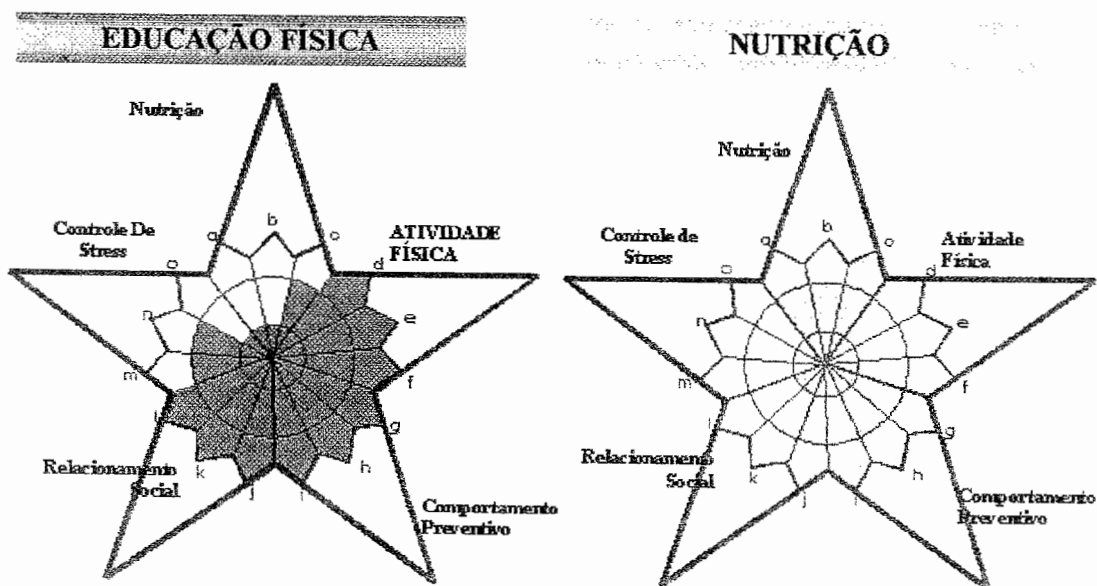 EDUCAÇÃO FÍSICA
Nutrição
Controle De
Stress
ATIVIDADE
FÍSICA
a
b
c
d
e
f
g
h
i
j
k
l
m
n
o
Relacionamento
Social
Comportamento
Preventivo
NUTRIÇÃO
Nutrição
Controle de
Stress
Atividade
Física
a
b
c
d
e
f
g
h
i
j
k
l
m
n
o
Relacionamento
Social
Comportamento
Preventivo